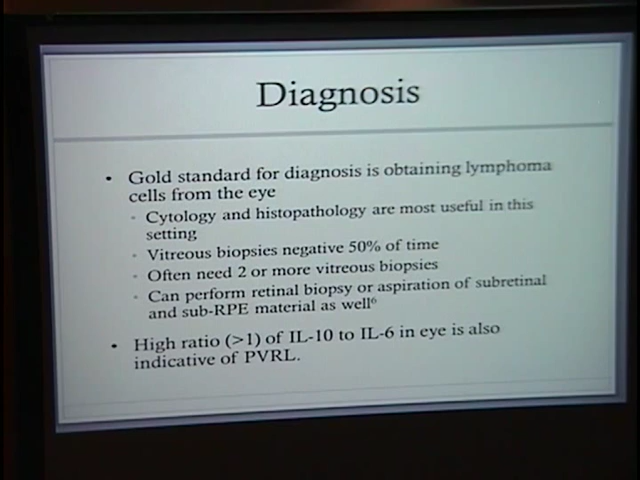 Diagnosis
• Gold standard for diagnosis is obtaining lymphoma
cells from the eye
• Cytology and histopathology are most useful in this
setting
• Vitreous biopsies negative 50% of time
• Often need 2 or more vitreous biopsies
• Can perform retinal biopsy or aspiration of subretinal
and sub-RPE material as well⁶
• High ratio (>1) of IL-10 to IL-6 in eye is also
indicative of PVRL.